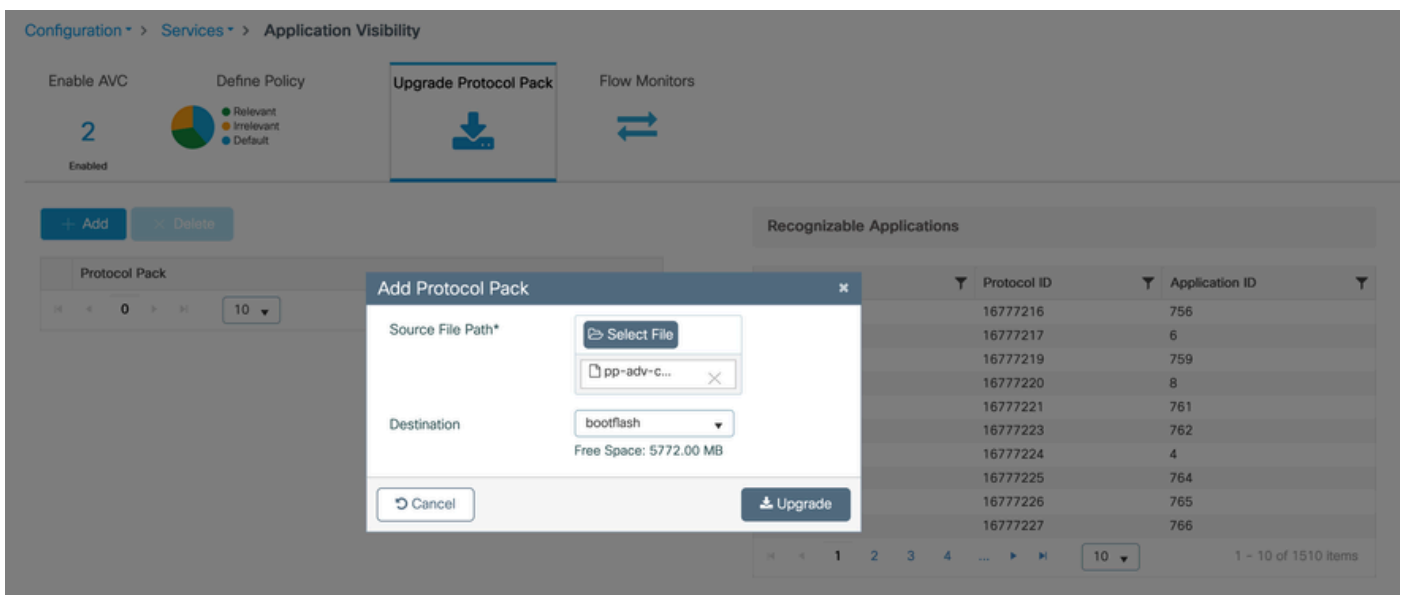 Configuration > Services > Application Visibility
Enable AVC
2
Enabled
Define Policy
Relevant
Irrelevant
Default
Upgrade Protocol Pack
Flow Monitors
+ Add
× Delete
Protocol Pack
0
10
Add Protocol Pack
Source File Path*
Select File
pp-adv-c...
Destination
bootflash
Free Space: 5772.00 MB
Cancel
Upgrade
Recognizable Applications
Protocol ID Application ID
16777216 756
16777217 6
16777219 759
16777220 8
16777221 761
16777223 762
16777224 4
16777225 764
16777226 765
16777227 766
1 2 3 4 ... 10 1 - 10 of 1510 items